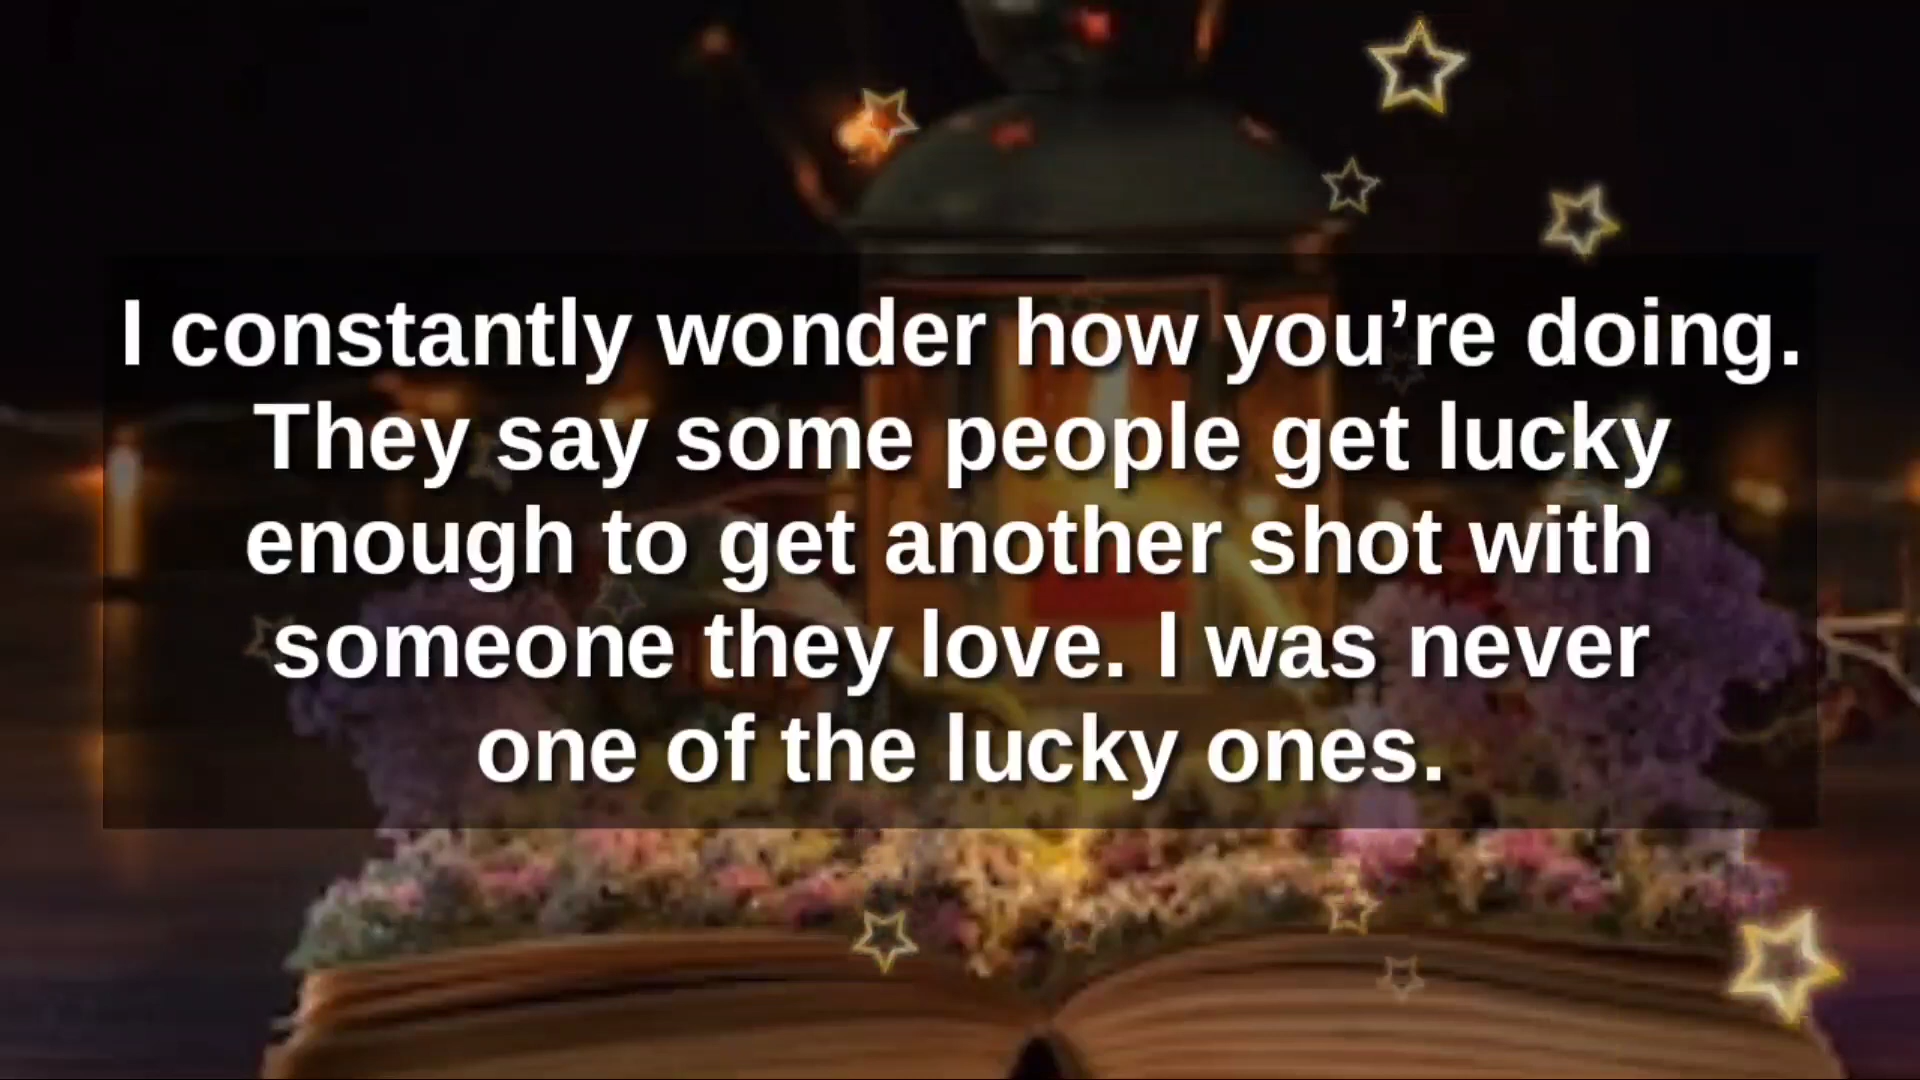 I constantly wonder how you’re doing.
They say some people get lucky
enough to get another shot with
someone they love. I was never
one of the lucky ones.